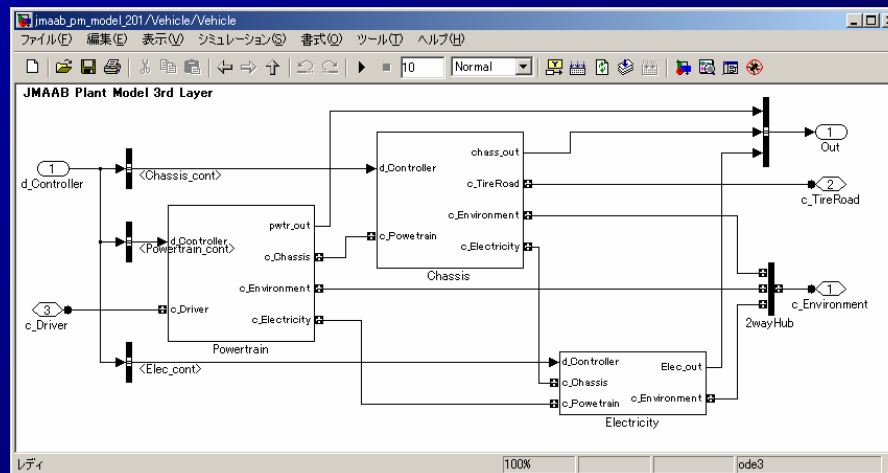 jmaab_pm_model_201/Vehicle/Vehicle
ファイル(F) 編集(E) 表示(V) シミュレーション(S) 書式(O) ツール(T) ヘルプ(H)
10 Normal
JMAAB Plant Model 3rd Layer
1
d_Controller
<Chassis_cont>
<Powertrain_cont>
<Elec_cont>
3
c_Driver
d_Controller
c_Driver
pwtr_out
c_Chassis
c_Environment
c_Electricity
Powertrain
d_Controller
c_Powetrain
chass_out
c_TireRoad
c_Environment
c_Electricity
Chassis
d_Controller
c_Chassis
c_Powetrain
Elec_out
c_Environment
Electricity
2wayHub
1
Out
2
c_TireRoad
1
c_Environment
レディ 100% ode3